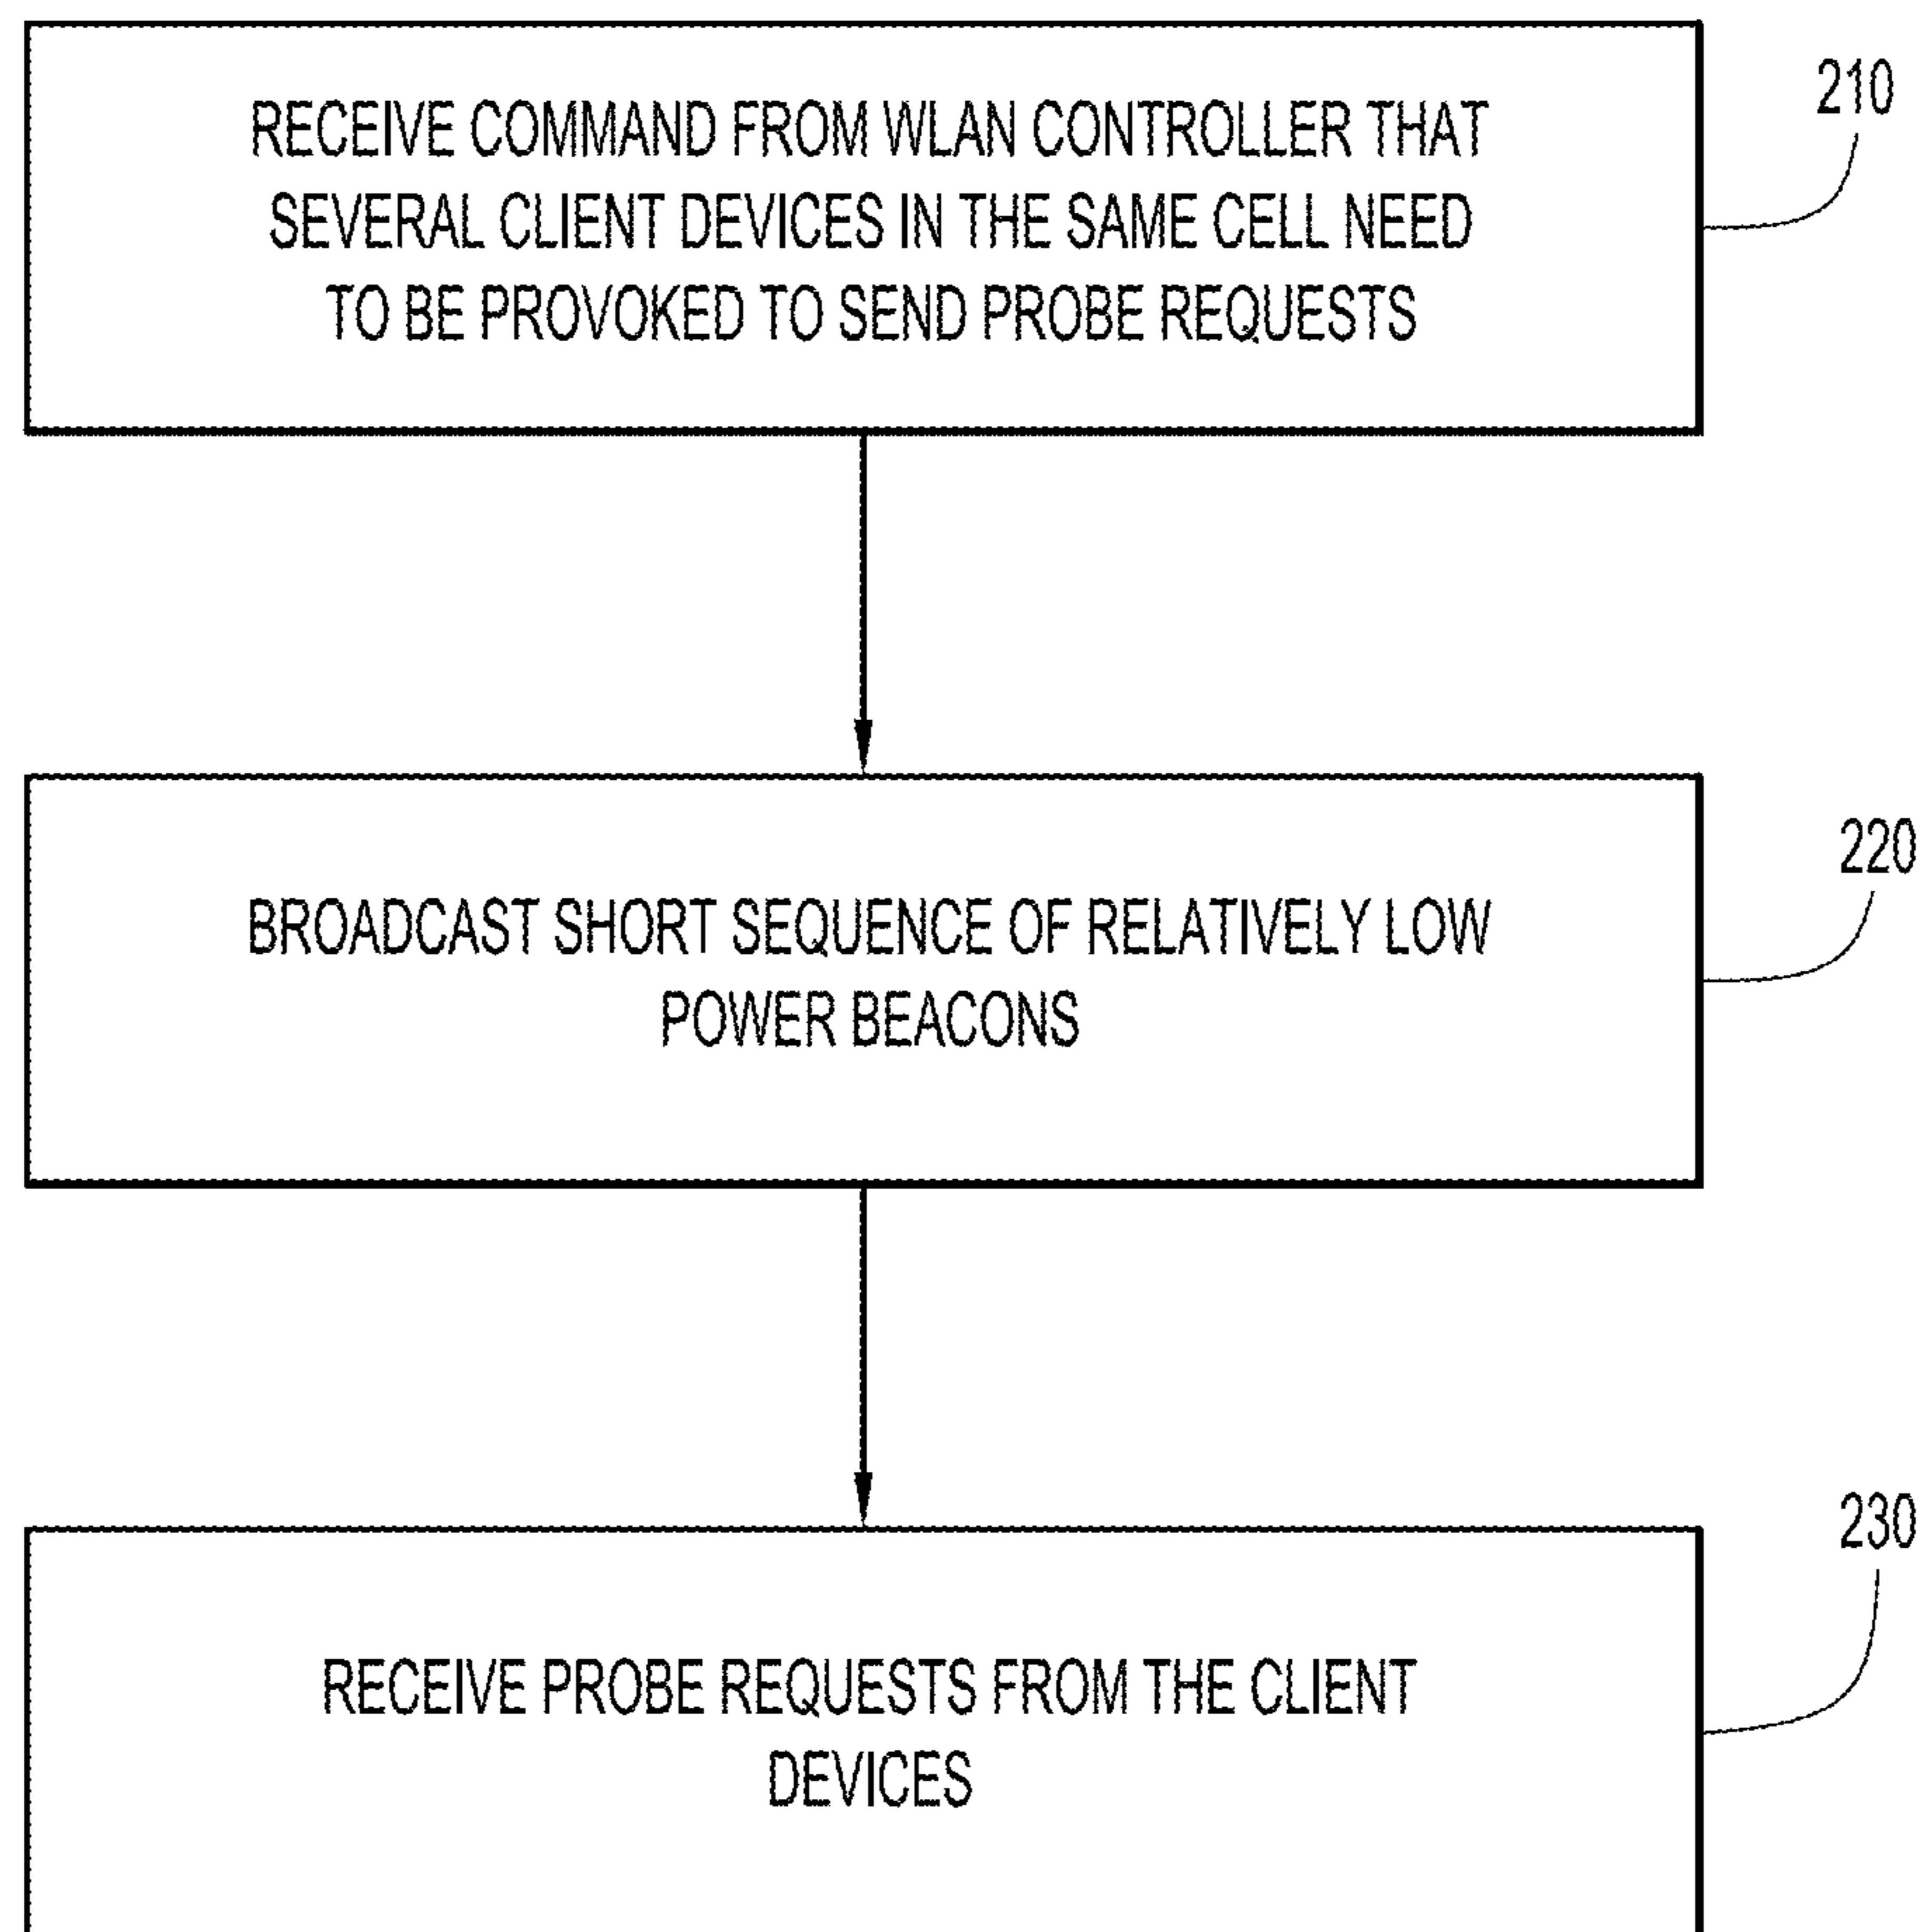 210
RECEIVE COMMAND FROM WLAN CONTROLLER THAT
SEVERAL CLIENT DEVICES IN THE SAME CELL NEED
TO BE PROVOKED TO SEND PROBE REQUESTS
220
BROADCAST SHORT SEQUENCE OF RELATIVELY LOW
POWER BEACONS
230
RECEIVE PROBE REQUESTS FROM THE CLIENT
DEVICES